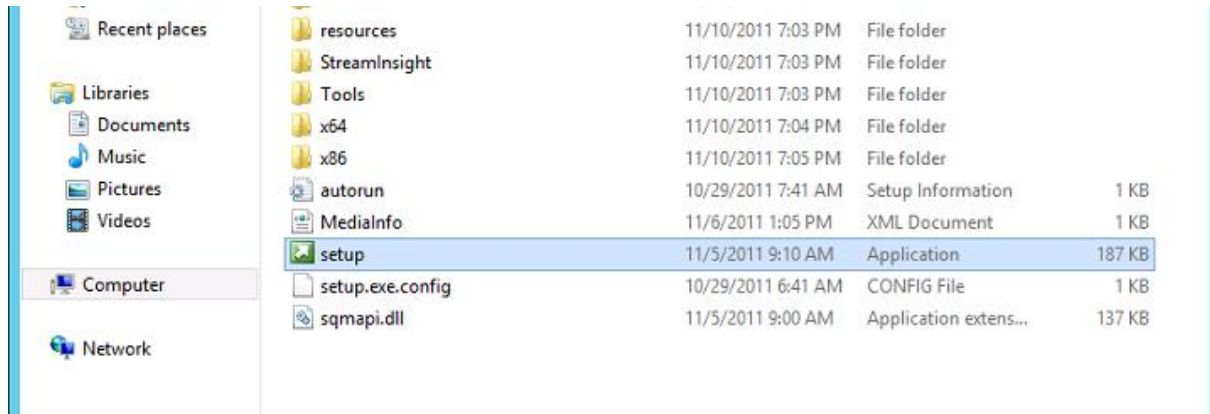 Recent places
Libraries
Documents
Music
Pictures
Videos
Computer
Network
resources 11/10/2011 7:03 PM File folder
StreamInsight 11/10/2011 7:03 PM File folder
Tools 11/10/2011 7:03 PM File folder
x64 11/10/2011 7:04 PM File folder
x86 11/10/2011 7:05 PM File folder
autorun 10/29/2011 7:41 AM Setup Information 1 KB
MediaInfo 11/6/2011 1:05 PM XML Document 1 KB
setup 11/5/2011 9:10 AM Application 187 KB
setup.exe.config 10/29/2011 6:41 AM CONFIG File 1 KB
sqmapi.dll 11/5/2011 9:00 AM Application extens... 137 KB